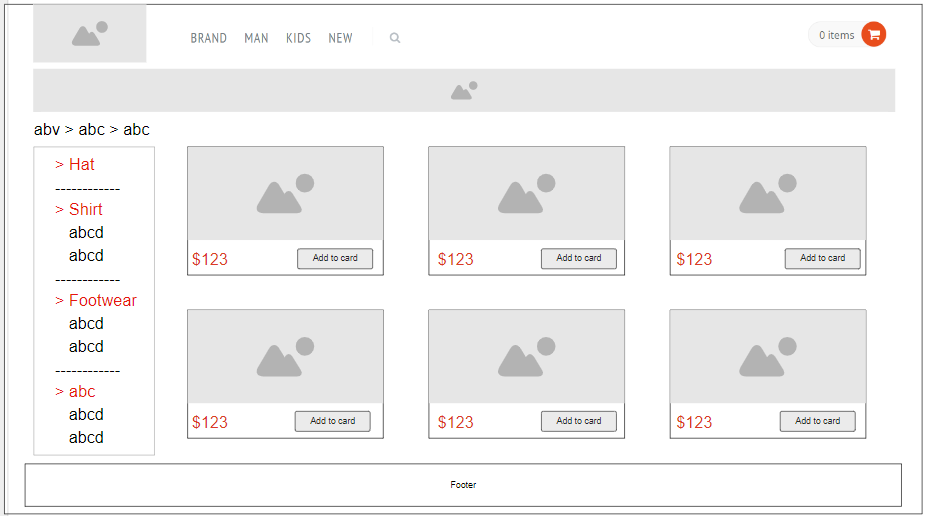 BRAND MAN KIDS NEW
0 items
abv > abc > abc
> Hat
------------
> Shirt
abcd
abcd
------------
> Footwear
abcd
abcd
------------
> abc
abcd
abcd
$123 Add to card
$123 Add to card
$123 Add to card
$123 Add to card
$123 Add to card
$123 Add to card
Footer